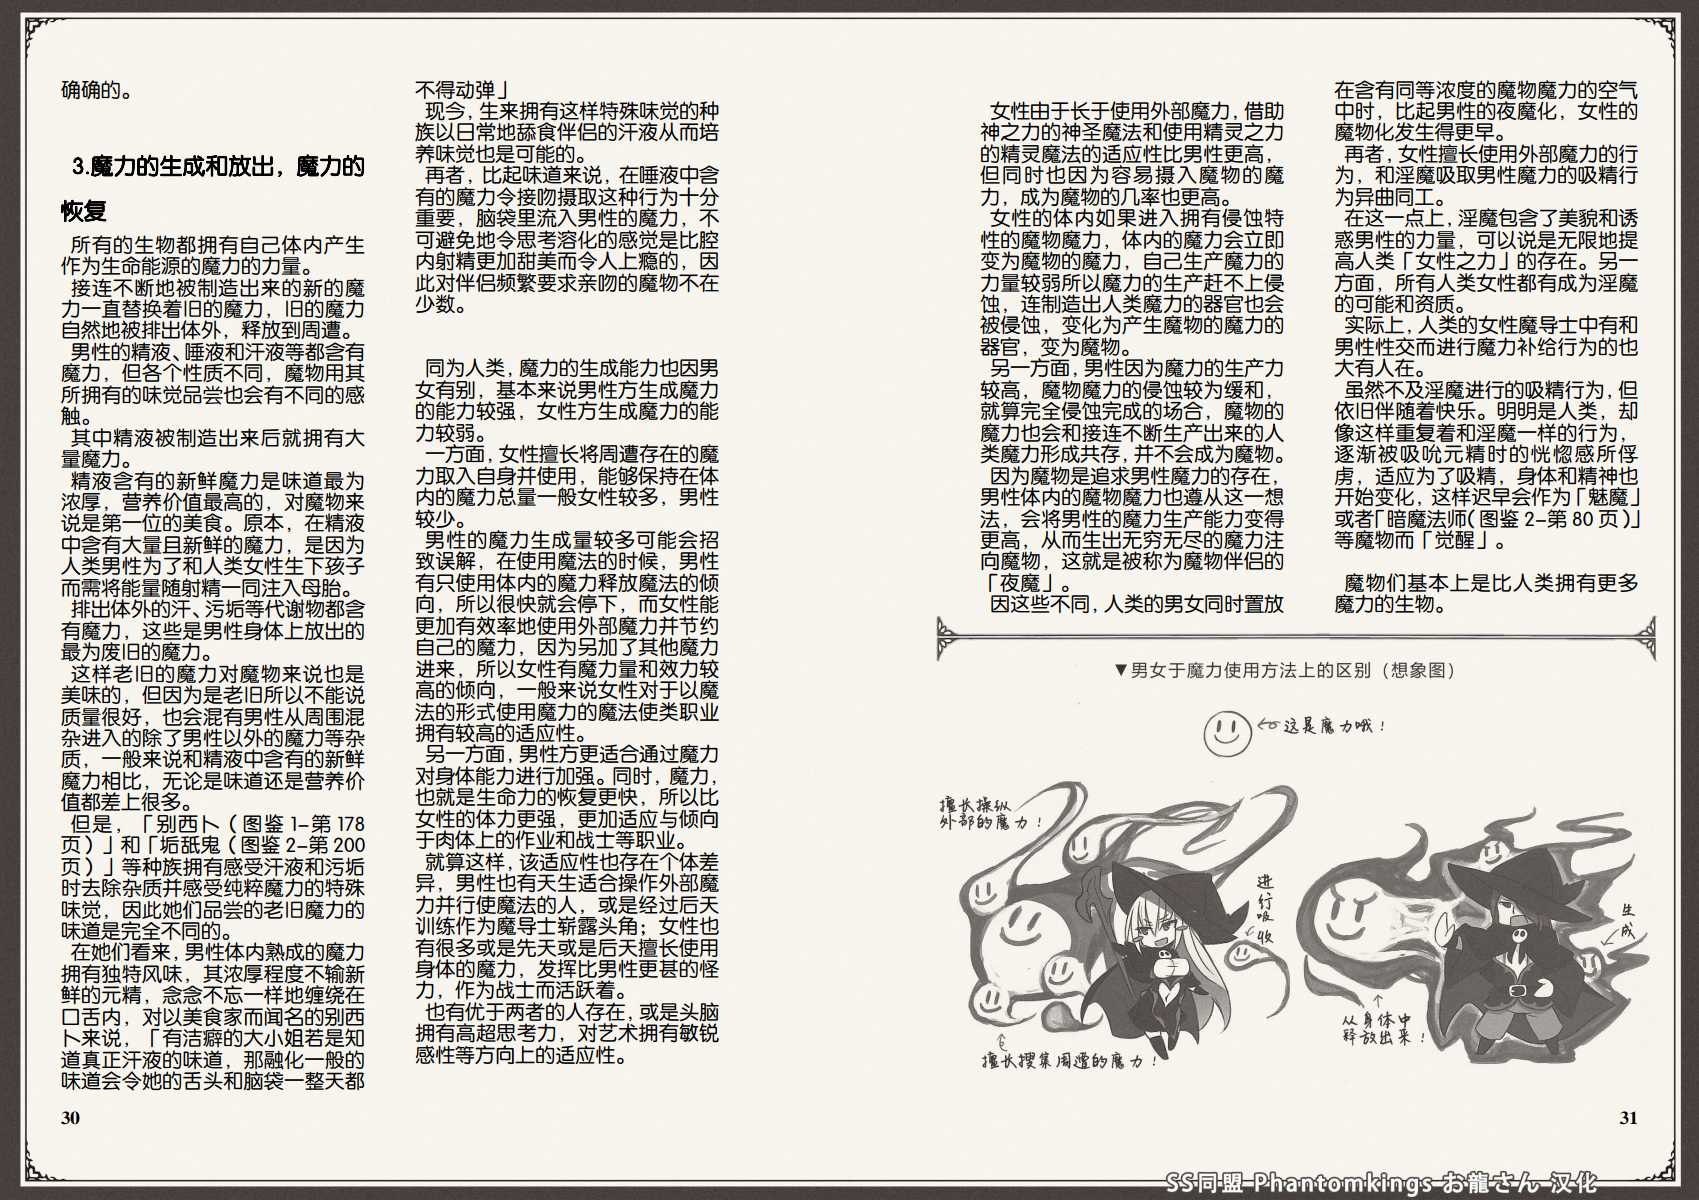 确确的。
3.魔力的生成和放出，魔力的
恢复
所有的生物都拥有自己体内产生
作为生命能源的魔力的力量。
接连不断地被制造出来的新的魔
力一直替换着旧的魔力，旧的魔力
自然地被排出体外，释放到周遭。
男性的精液、唾液和汗液等都含有
魔力，但各个性质不同，魔物用其
所拥有的味觉品尝也会有不同的感
触。
其中精液被制造出来后就拥有大
量魔力。
精液含有的新鲜魔力是味道最为
浓厚，营养价值最高的，对魔物来
说是第一位的美食。原本，在精液
中含有大量且新鲜的魔力，是因为
人类男性为了和人类女性生下孩子
而需将能量随射精一同注入母胎。
排出体外的汗、污垢等代谢物都含
有魔力，这些是男性身体上放出的
最为废旧的魔力。
这样老旧的魔力对魔物来说也是
美味的，但因为是老旧所以不能说
质量很好，也会混有男性从周围混
杂进入的除了男性以外的魔力等杂
质，一般来说和精液中含有的新鲜
魔力相比，无论是味道还是营养价
值都差上很多。
但是，「别西卜（图鉴 1-第 178
页）」和「垢舐鬼（图鉴 2-第 200
页）」等种族拥有感受汗液和污垢
时去除杂质并感受纯粹魔力的特殊
味觉，因此她们品尝的老旧魔力的
味道是完全不同的。
在她们看来，男性体内熟成的魔力
拥有独特风味，其浓厚程度不输新
鲜的元精，念念不忘一样地缠绕在
口舌内，对以美食家而闻名的别西
卜来说，「有洁癖的大小姐若是知
道真正汗液的味道，那融化一般的
味道会令她的舌头和脑袋一整天都
30
不得动弹」
现今，生来拥有这样特殊味觉的种
族以日常地舔食伴侣的汗液从而培
养味觉也是可能的。
再者，比起味道来说，在唾液中含
有的魔力令接吻摄取这种行为十分
重要，脑袋里流入男性的魔力，不
可避免地令思考溶化的感觉是比腔
内射精更加甜美而令人上瘾的，因
此对伴侣频繁要求亲吻的魔物不在
少数。
同为人类，魔力的生成能力也因男
女有别，基本来说男性方生成魔力
的能力较强，女性方生成魔力的能
力较弱。
一方面，女性擅长将周遭存在的魔
力取入自身并使用，能够保持在体
内的魔力总量一般女性较多，男性
较少。
男性的魔力生成量较多可能会招
致误解，在使用魔法的时候，男性
有只使用体内的魔力释放魔法的倾
向，所以很快就会停下，而女性能
更加有效率地使用外部魔力并节约
自己的魔力，因为另加了其他魔力
进来，所以女性有魔力量和效力较
高的倾向，一般来说女性对于以魔
法的形式使用魔力的魔法使类职业
拥有较高的适应性。
另一方面，男性方更适合通过魔力
对身体能力进行加强。同时，魔力，
也就是生命力的恢复更快，所以比
女性的体力更强，更加适应与倾向
于肉体上的作业和战士等职业。
就算这样，该适应性也存在个体差
异，男性也有天生适合操作外部魔
力并行使魔法的人，或是经过后天
训练作为魔导士崭露头角；女性也
有很多或是先天或是后天擅长使用
身体的魔力，发挥比男性更甚的怪
力，作为战士而活跃着。
也有优于两者的人存在，或是头脑
拥有高超思考力，对艺术拥有敏锐
感性等方向上的适应性。
女性由于长于使用外部魔力，借助
神之力的神圣魔法和使用精灵之力
的精灵魔法的适应性比男性更高，
但同时也因为容易摄入魔物的魔
力，成为魔物的几率也更高。
女性的体内如果进入拥有侵蚀特
性的魔物魔力，体内的魔力会立即
变为魔物的魔力，自己生产魔力的
力量较弱所以魔力的生产赶不上侵
蚀，连制造出人类魔力的器官也会
被侵蚀，变化为产生魔物的魔力的
器官，变为魔物。
另一方面，男性因为魔力的生产力
较高，魔物魔力的侵蚀较为缓和，
就算完全侵蚀完成的场合，魔物的
魔力也会和接连不断生产出来的人
类魔力形成共存，并不会成为魔物。
因为魔物是追求男性魔力的存在，
男性体内的魔物魔力也遵从这一想
法，会将男性的魔力生产能力变得
更高，从而生出无穷无尽的魔力注
向魔物，这就是被称为魔物伴侣的
「夜魔」。
因这些不同，人类的男女同时置放
在含有同等浓度的魔物魔力的空气
中时，比起男性的夜魔化，女性的
魔物化发生得更早。
再者，女性擅长使用外部魔力的行
为，和淫魔吸取男性魔力的吸精行
为异曲同工。
在这一点上，淫魔包含了美貌和诱
惑男性的力量，可以说是无限地提
高人类「女性之力」的存在。另一
方面，所有人类女性都有成为淫魔
的可能和资质。
实际上，人类的女性魔导士中有和
男性性交而进行魔力补给行为的也
大有人在。
虽然不及淫魔进行的吸精行为，但
依旧伴随着快乐。明明是人类，却
像这样重复着和淫魔一样的行为，
逐渐被吸吮元精时的恍惚感所俘
虏，适应为了吸精，身体和精神也
开始变化，这样迟早会作为「魅魔」
或者「暗魔法师（图鉴 2-第 80 页）」
等魔物而「觉醒」。
魔物们基本上是比人类拥有更多
魔力的生物。
▼男女于魔力使用方法上的区别（想象图）
这是魔力哦！
擅长操纵
外部的魔力！
进行吸收
擅长搜集周遭的魔力！
生成
从身体中
释放出来！
31
SS同盟 Phantomkings お龍さん 汉化